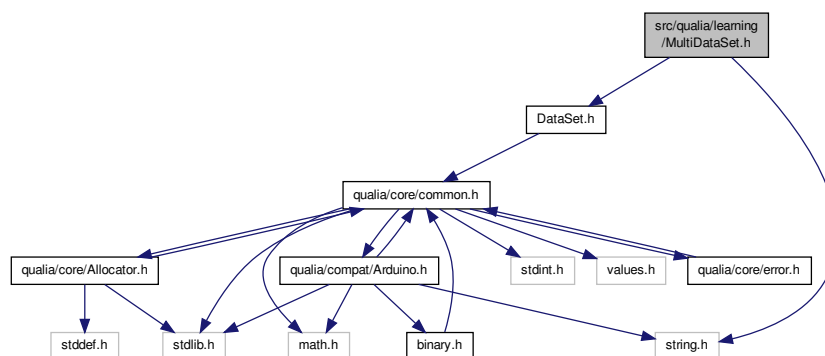 src/qualia/learning
/MultiDataSet.h
DataSet.h
qualia/core/common.h
qualia/core/Allocator.h
qualia/compat/Arduino.h
stdint.h
values.h
qualia/core/error.h
stddef.h
stdlib.h
math.h
binary.h
string.h